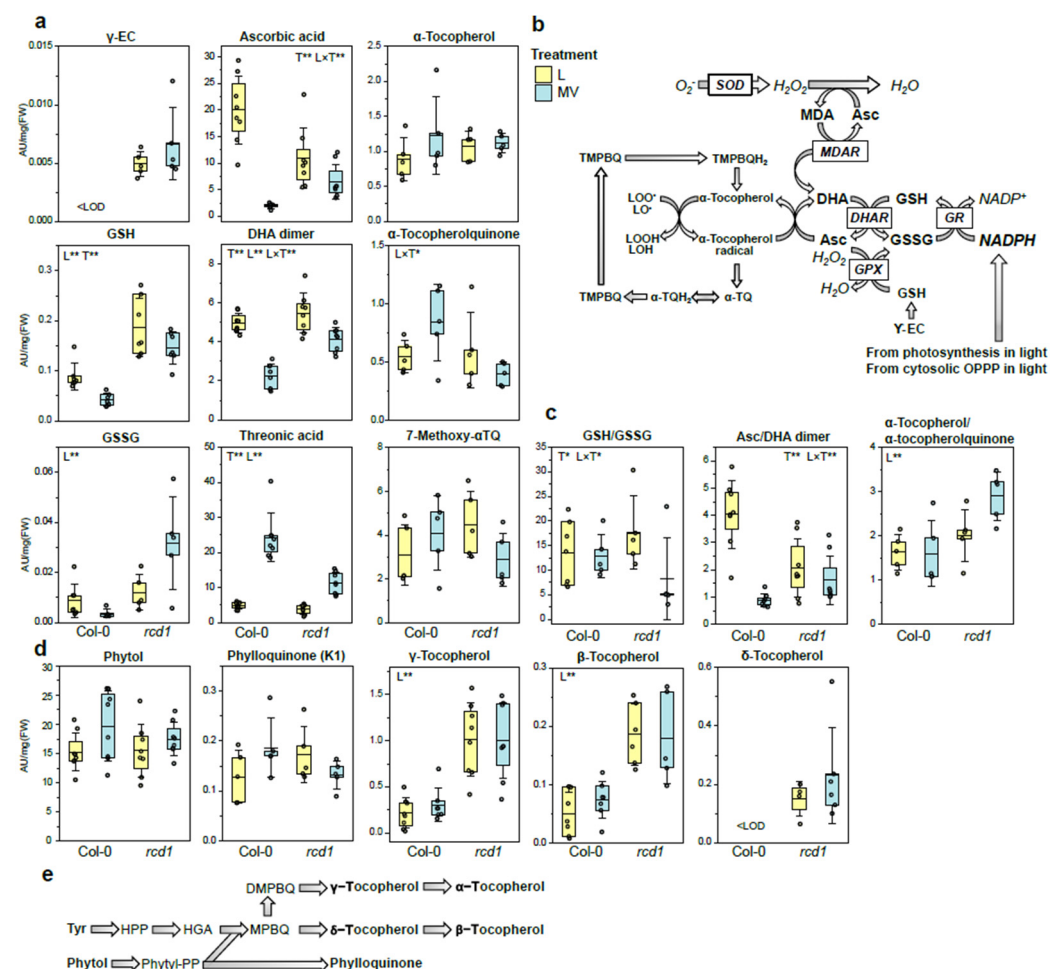 a
γ-EC
0.015
0.010
0.005
0.000
AU/mg(FW)
<LOD
Ascorbic acid
T** L×T**
30
25
20
15
10
5
0
α-Tocopherol
2.5
2.0
1.5
1.0
0.5
0.0
GSH
L** T**
0.3
0.2
0.1
0.0
AU/mg(FW)
DHA dimer
T** L** L×T**
8
6
4
2
0
α-Tocopherolquinone
L×T*
1.5
1.0
0.5
0.0
GSSG
L**
0.06
0.04
0.02
0.00
AU/mg(FW)
Col-0 rcd1
Threonic acid
T** L**
50
40
30
20
10
0
Col-0 rcd1
7-Methoxy-αTQ
8
6
4
2
0
Col-0 rcd1
Treatment
L
MV
b
O₂⁻ SOD H₂O₂ H₂O
MDA Asc
MDAR
TMPBQ TMPBQH₂
LOO•
LO•
α-Tocopherol
DHA GSH NADP⁺
DHAR GR
LOOH
LOH
α-Tocopherol
radical
Asc GSSG NADPH
H₂O₂
GPX
H₂O
GSH
TMPBQ α-TQH₂ α-TQ
Υ-EC
From photosynthesis in light
From cytosolic OPPP in light
c
GSH/GSSG
T* L×T*
35
30
25
20
15
10
5
0
Col-0 rcd1
Asc/DHA dimer
T** L×T**
6
5
4
3
2
1
0
Col-0 rcd1
α-Tocopherol/
α-tocopherolquinone
L**
4
3
2
1
0
Col-0 rcd1
d
Phytol
30
25
20
15
10
5
0
AU/mg(FW)
Col-0 rcd1
Phylloquinone (K1)
0.3
0.2
0.1
0.0
Col-0 rcd1
γ-Tocopherol
L**
1.5
1.0
0.5
0.0
Col-0 rcd1
β-Tocopherol
L**
0.3
0.2
0.1
0.0
Col-0 rcd1
δ-Tocopherol
0.6
0.4
0.2
0.0
<LOD
Col-0 rcd1
e
DMPBQ γ–Tocopherol α–Tocopherol
Tyr HPP HGA MPBQ δ–Tocopherol β–Tocopherol
Phytol Phytyl-PP Phylloquinone